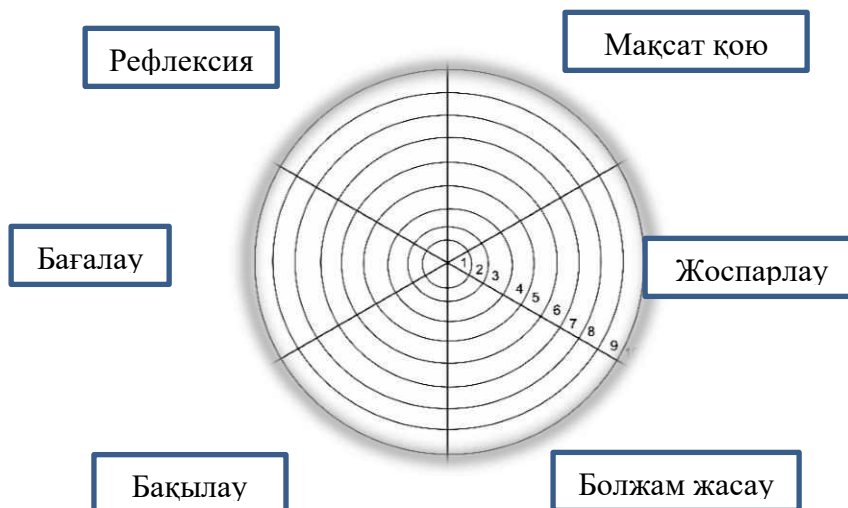 Рефлексия
Мақсат қою
Бағалау
1 2 3 4 5 6 7 8 9
Жоспарлау
Бақылау
Болжам жасау